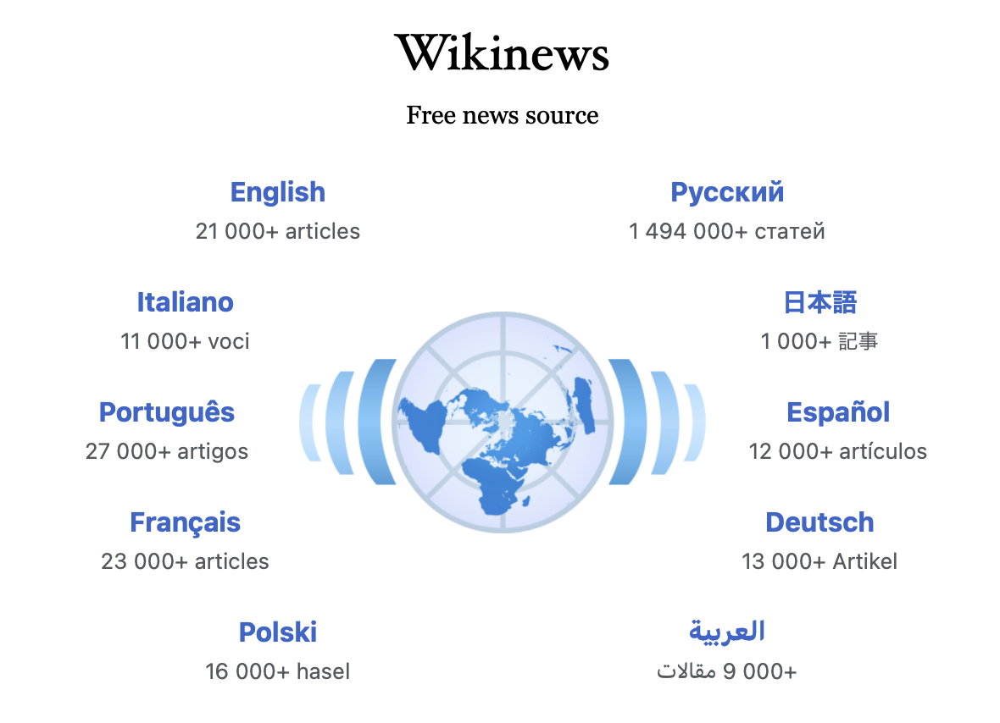 Wikinews
Free news source
English
21 000+ articles
Русский
1 494 000+ статей
Italiano
11 000+ voci
日本語
1 000+ 記事
Português
27 000+ artigos
Español
12 000+ artículos
Français
23 000+ articles
Deutsch
13 000+ Artikel
Polski
16 000+ haseł
العربية
9 000+ مقالات